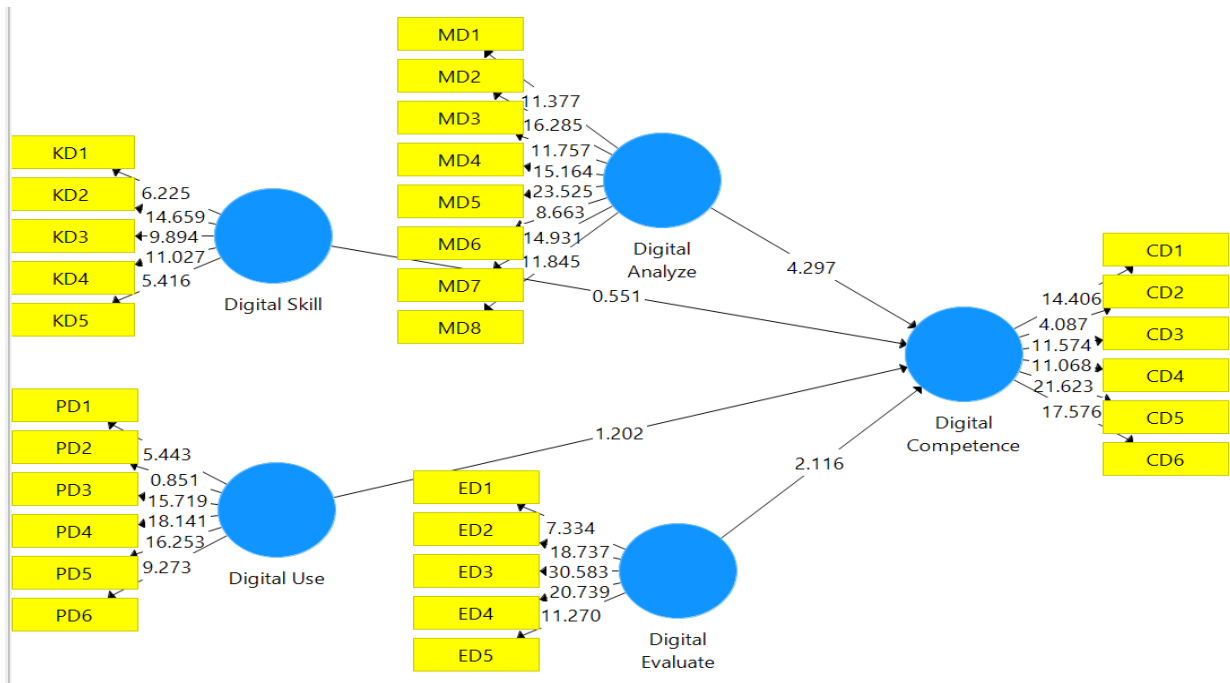 MD1
MD2
MD3
MD4
MD5
MD6
MD7
MD8
11.377
16.285
11.757
15.164
23.525
8.663
14.931
11.845
Digital
Analyze
KD1
KD2
KD3
KD4
KD5
6.225
14.659
9.894
11.027
5.416
Digital Skill
4.297
0.551
CD1
CD2
CD3
CD4
CD5
CD6
14.406
4.087
11.574
11.068
21.623
17.576
Digital
Competence
PD1
PD2
PD3
PD4
PD5
PD6
5.443
0.851
15.719
18.141
16.253
9.273
Digital Use
1.202
2.116
ED1
ED2
ED3
ED4
ED5
7.334
18.737
30.583
20.739
11.270
Digital
Evaluate